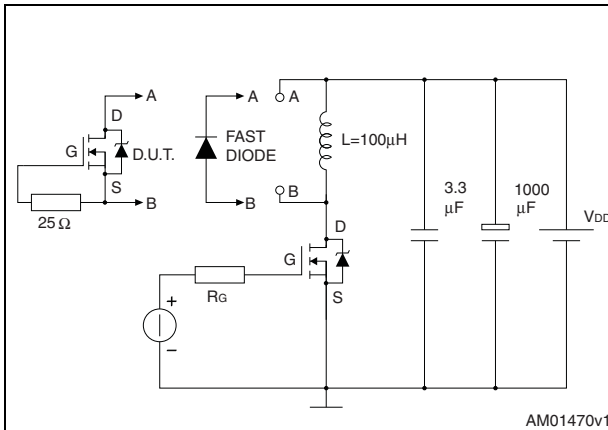 A
A
A
D
FAST
DIODE
L=100µH
G
D.U.T.
S
B
B
B
3.3
µF
1000
µF
VDD
25 Ω
D
G
S
RG
+
–
AM01470v1